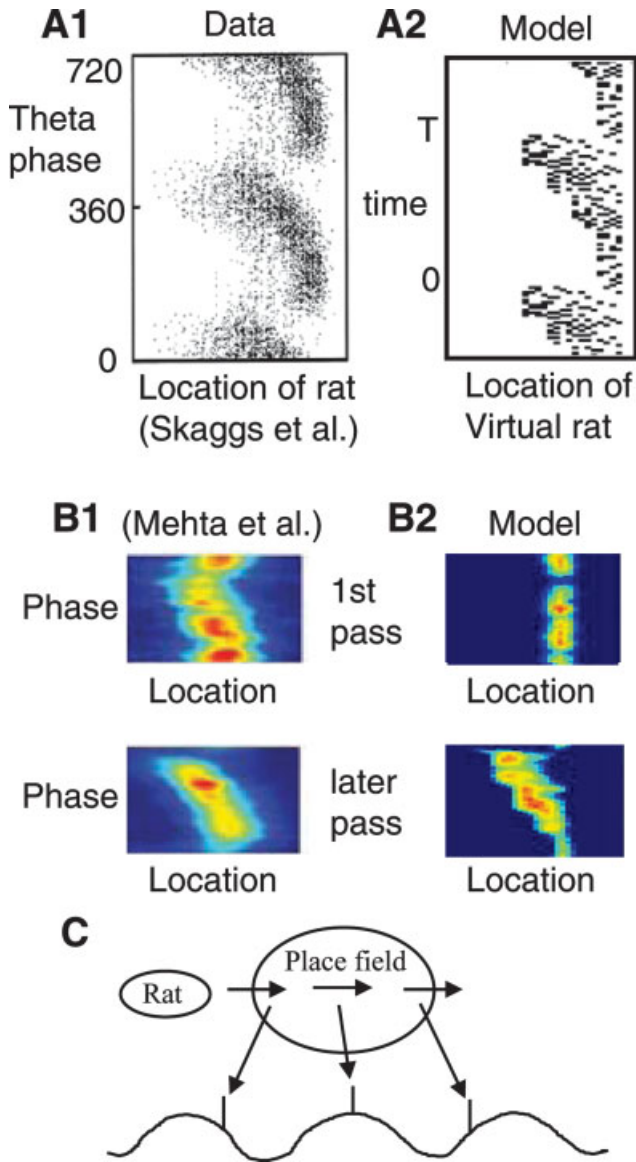 A1 Data
A2 Model
720
Theta
phase
360
0
Location of rat
(Skaggs et al.)
T
time
0
Location of
Virtual rat
B1 (Mehta et al.)
B2 Model
Phase
1st
pass
Location
Location
Phase
later
pass
Location
Location
C
Rat
Place field